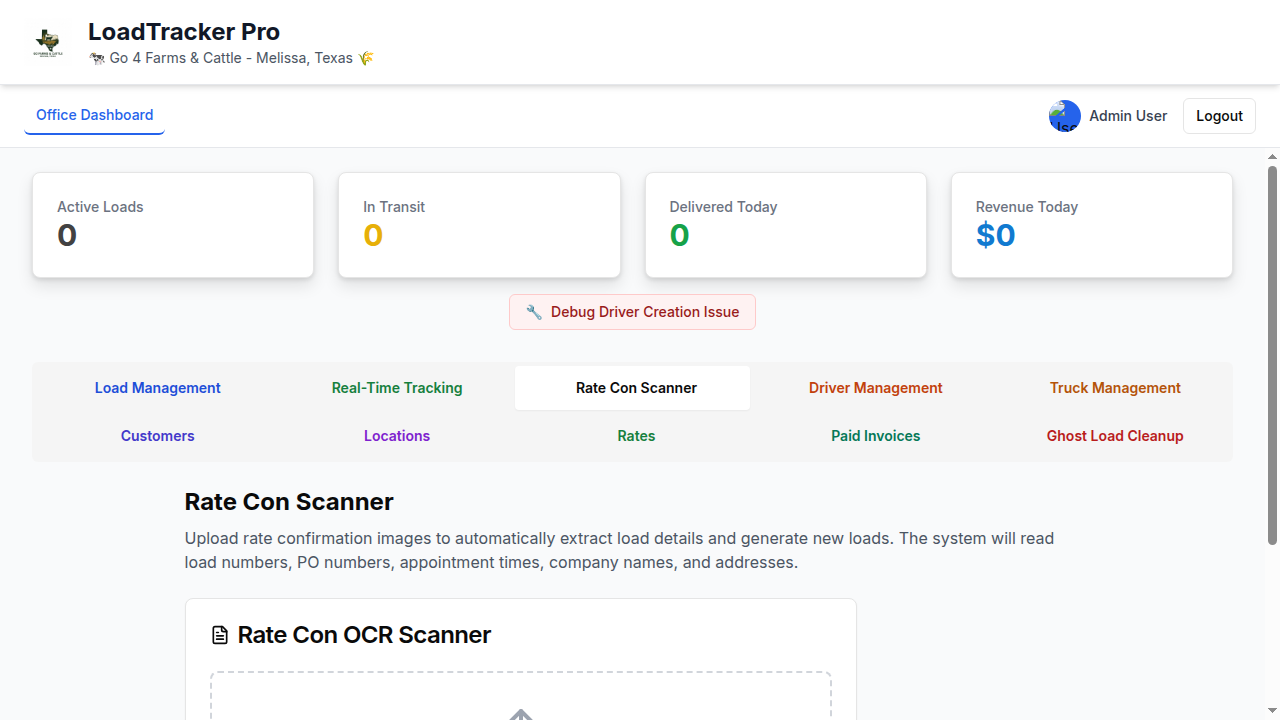 LoadTracker Pro
🐄 Go 4 Farms & Cattle - Melissa, Texas 🌾
Office Dashboard
Admin User
Logout
Active Loads
0
In Transit
0
Delivered Today
0
Revenue Today
$0
🔧 Debug Driver Creation Issue
Load Management
Real-Time Tracking
Rate Con Scanner
Driver Management
Truck Management
Customers
Locations
Rates
Paid Invoices
Ghost Load Cleanup
Rate Con Scanner
Upload rate confirmation images to automatically extract load details and generate new loads. The system will read
load numbers, PO numbers, appointment times, company names, and addresses.
Rate Con OCR Scanner